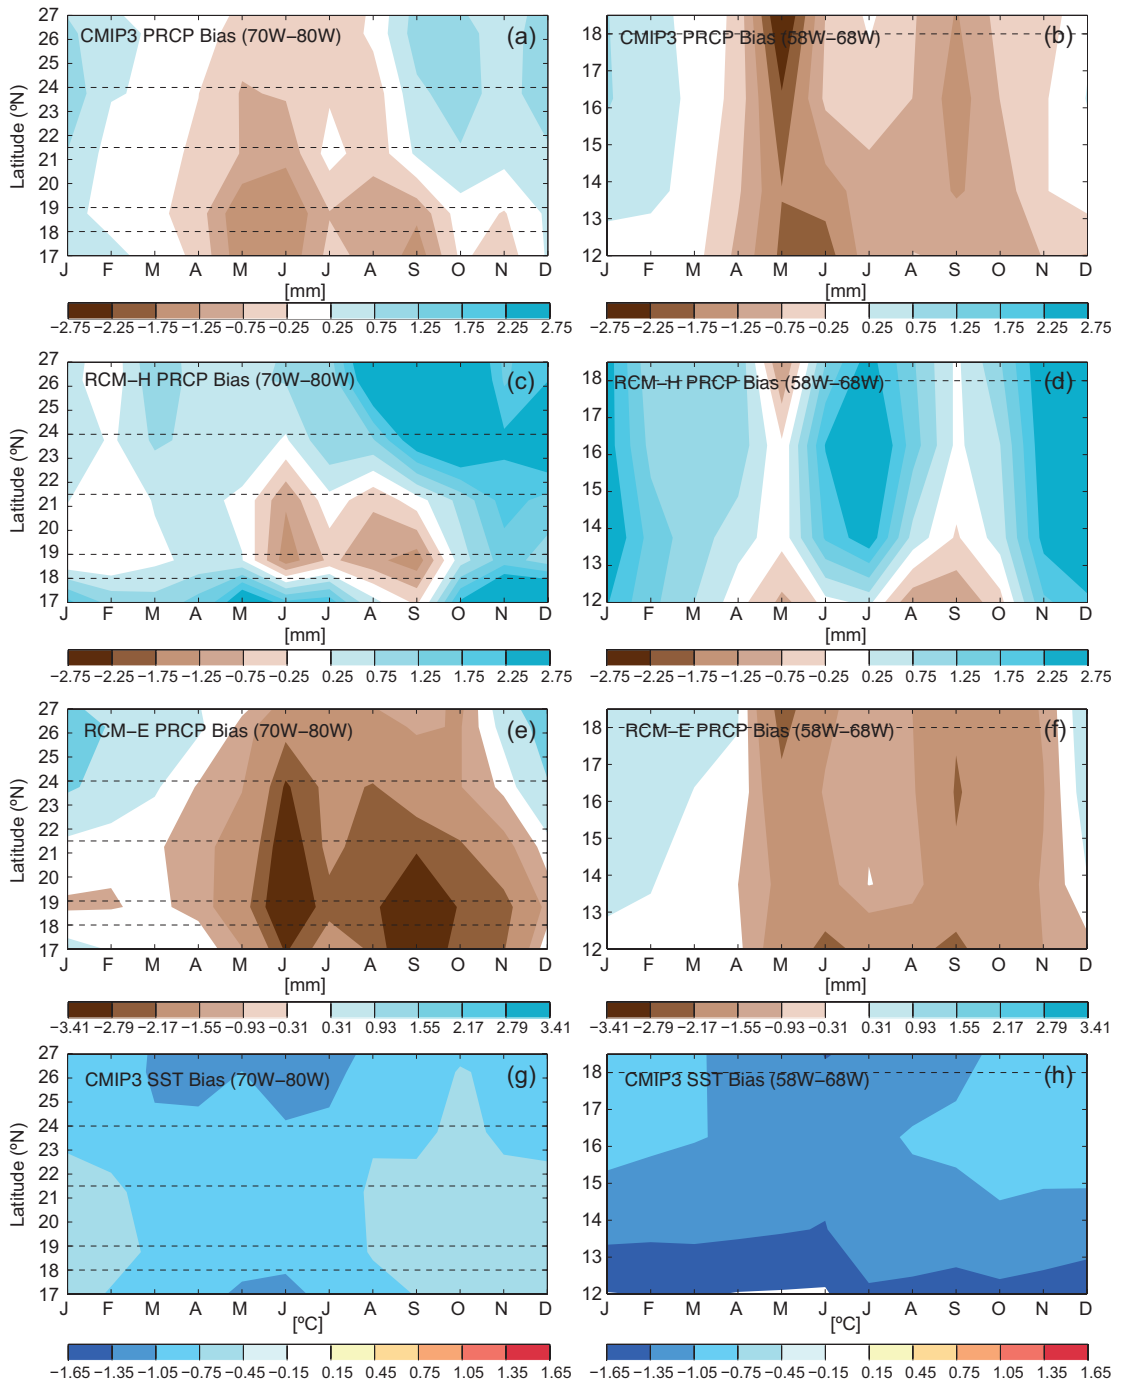 CMIP3 PRCP Bias (70W−80W) (a)
Latitude (ºN)
27
26
25
24
23
22
21
20
19
18
17
J F M A M J J A S O N D
[mm]
−2.75 −2.25 −1.75 −1.25 −0.75 −0.25 0.25 0.75 1.25 1.75 2.25 2.75
CMIP3 PRCP Bias (58W−68W) (b)
18
17
16
15
14
13
12
J F M A M J J A S O N D
[mm]
−2.75 −2.25 −1.75 −1.25 −0.75 −0.25 0.25 0.75 1.25 1.75 2.25 2.75
RCM−H PRCP Bias (70W−80W) (c)
Latitude (ºN)
27
26
25
24
23
22
21
20
19
18
17
J F M A M J J A S O N D
[mm]
−2.75 −2.25 −1.75 −1.25 −0.75 −0.25 0.25 0.75 1.25 1.75 2.25 2.75
RCM−H PRCP Bias (58W−68W) (d)
18
17
16
15
14
13
12
J F M A M J J A S O N D
[mm]
−2.75 −2.25 −1.75 −1.25 −0.75 −0.25 0.25 0.75 1.25 1.75 2.25 2.75
RCM−E PRCP Bias (70W−80W) (e)
Latitude (ºN)
27
26
25
24
23
22
21
20
19
18
17
J F M A M J J A S O N D
[mm]
−3.41 −2.79 −2.17 −1.55 −0.93 −0.31 0.31 0.93 1.55 2.17 2.79 3.41
RCM−E PRCP Bias (58W−68W) (f)
18
17
16
15
14
13
12
J F M A M J J A S O N D
[mm]
−3.41 −2.79 −2.17 −1.55 −0.93 −0.31 0.31 0.93 1.55 2.17 2.79 3.41
CMIP3 SST Bias (70W−80W) (g)
Latitude (ºN)
27
26
25
24
23
22
21
20
19
18
17
J F M A M J J A S O N D
[ºC]
−1.65 −1.35 −1.05 −0.75 −0.45 −0.15 0.15 0.45 0.75 1.05 1.35 1.65
CMIP3 SST Bias (58W−68W) (h)
18
17
16
15
14
13
12
J F M A M J J A S O N D
[ºC]
−1.65 −1.35 −1.05 −0.75 −0.45 −0.15 0.15 0.45 0.75 1.05 1.35 1.65